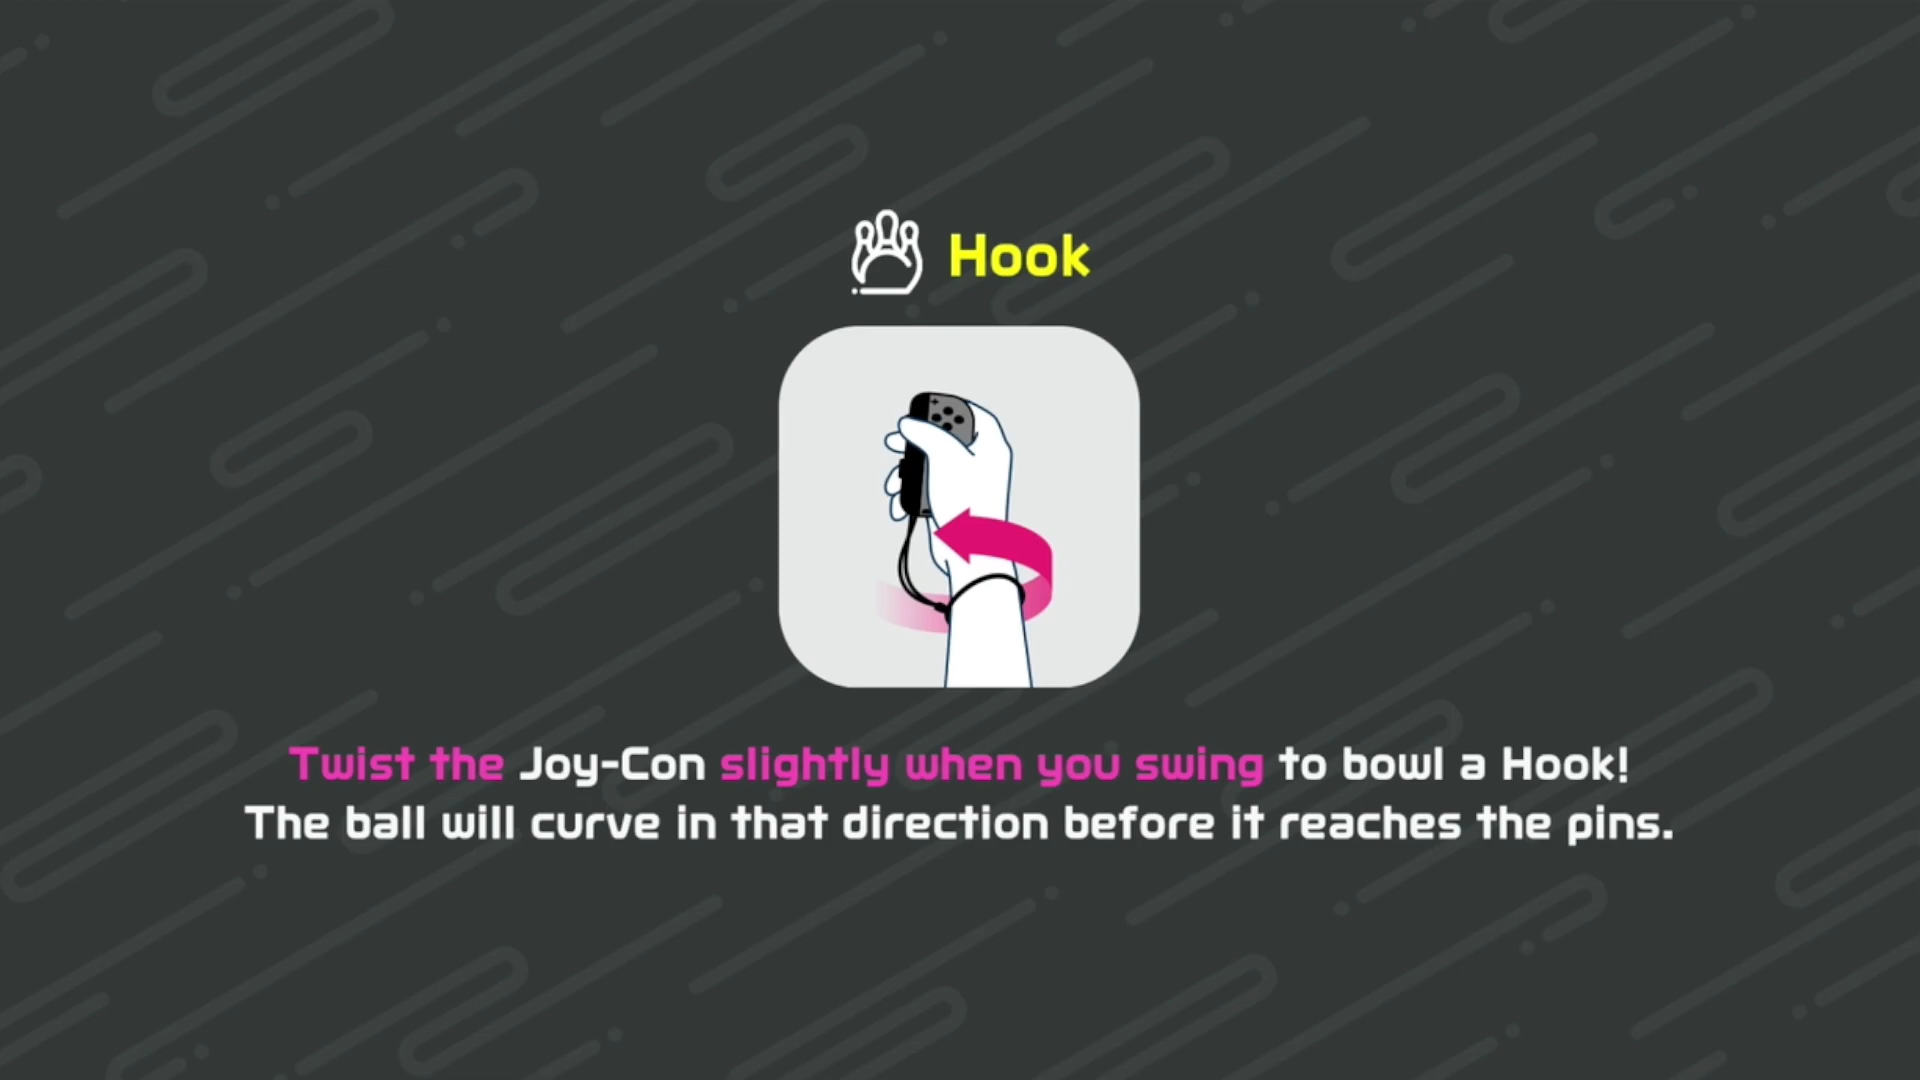 Hook
Twist the Joy-Con slightly when you swing to bowl a Hook!
The ball will curve in that direction before it reaches the pins.